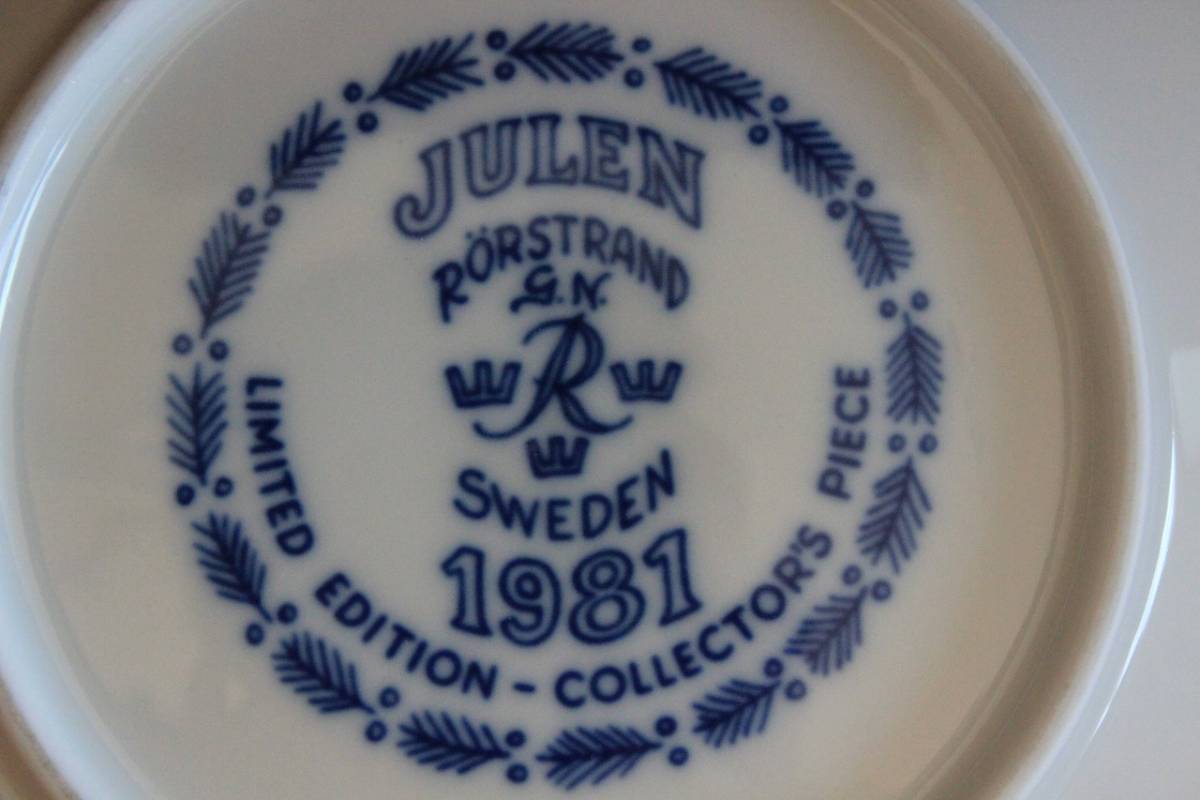 JULEN
RÖRSTRAND
G.N.
R
SWEDEN
1981
LIMITED EDITION - COLLECTOR'S PIECE